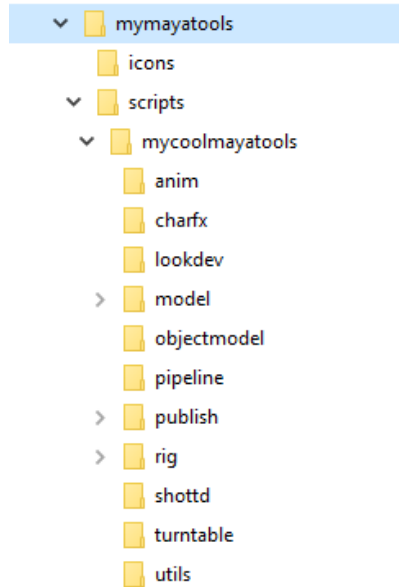 mymayatools
icons
scripts
mycoolmayatools
anim
charfx
lookdev
model
objectmodel
pipeline
publish
rig
shottd
turntable
utils